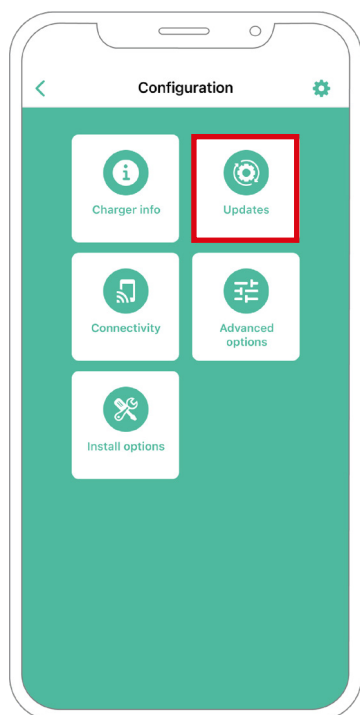 Configuration
Charger info
Updates
Connectivity
Advanced
options
Install options